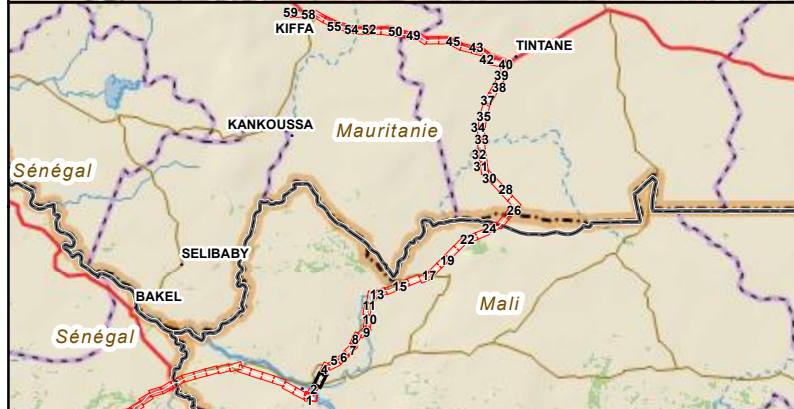 59 58
KIFFA
55 54 52 50 49 45 43 42 40
TINTANE
39
38
37
35
34
33
32
31
30
28
26
24
22
19
17
15
13
11
10
9
8
7
6
5
4
2
1
KANKOUSSA
Mauritanie
Sénégal
SELIBABY
BAKEL
Sénégal
Mali